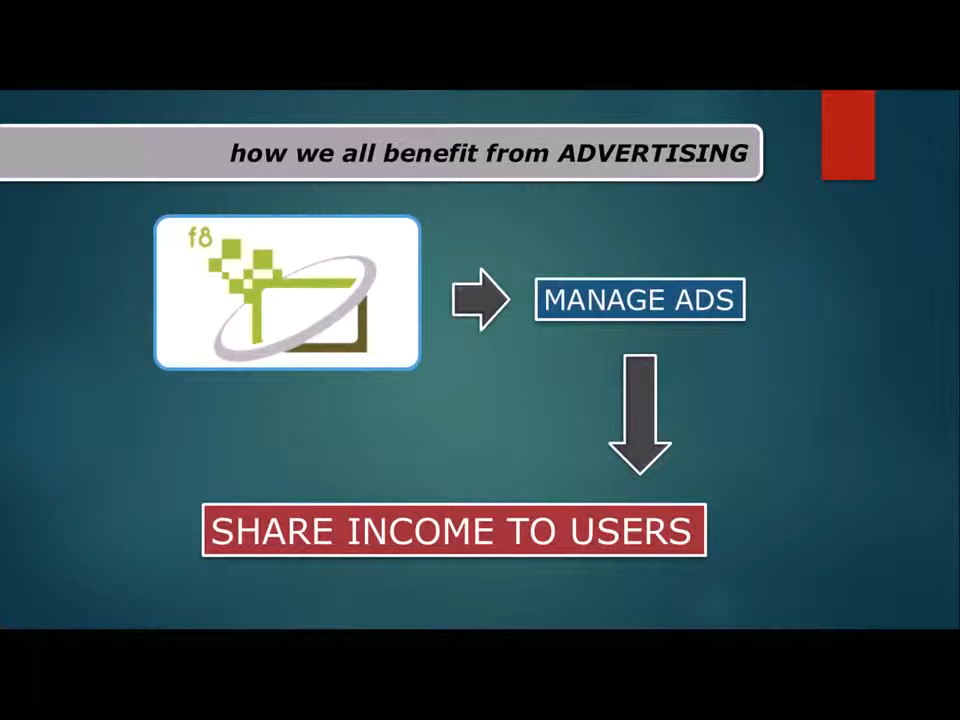 how we all benefit from ADVERTISING
f8
MANAGE ADS
SHARE INCOME TO USERS